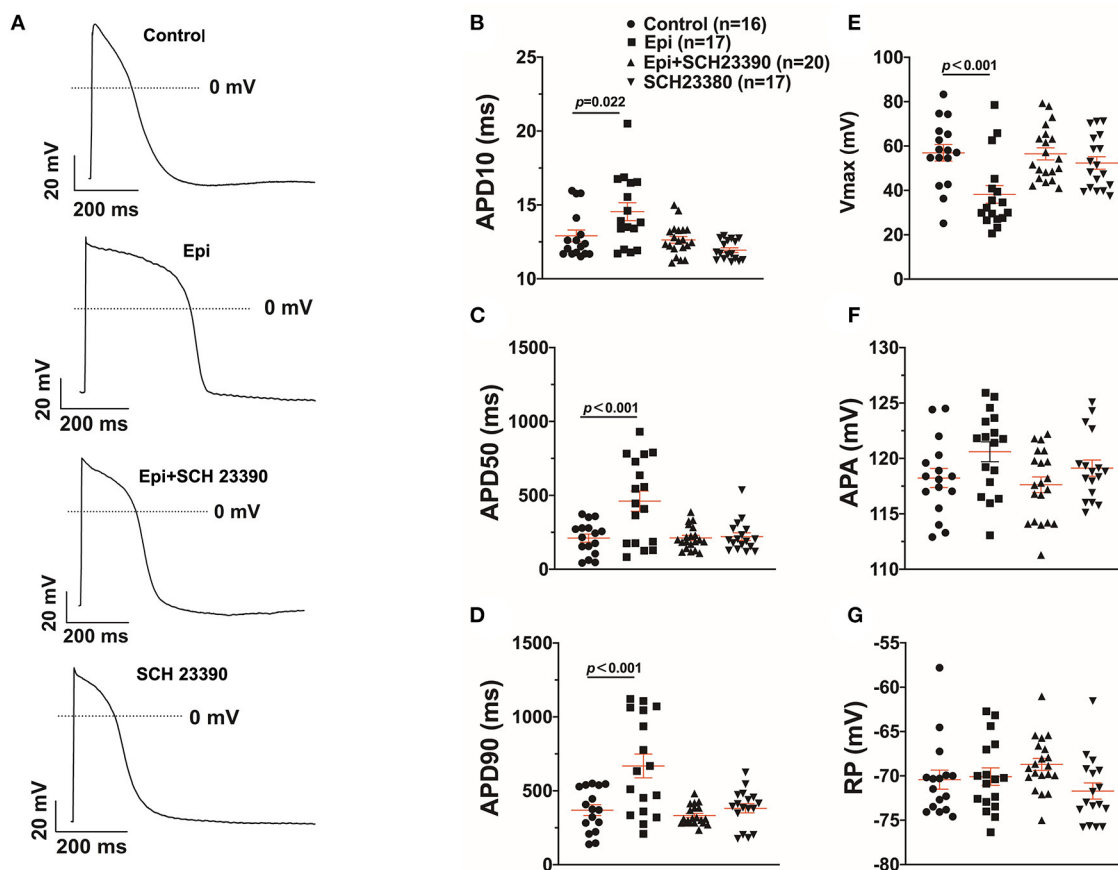 A
Control
0 mV
20 mV
200 ms
Epi
0 mV
20 mV
200 ms
Epi+SCH 23390
0 mV
20 mV
200 ms
SCH 23390
0 mV
20 mV
200 ms
B
Control (n=16)
Epi (n=17)
Epi+SCH23390 (n=20)
SCH23380 (n=17)
APD10 (ms)
25
20
15
10
p=0.022
C
APD50 (ms)
1500
1000
500
0
p<0.001
D
APD90 (ms)
1500
1000
500
0
p<0.001
E
Vmax (mV)
100
80
60
40
20
0
p<0.001
F
APA (mV)
130
125
120
115
110
G
RP (mV)
-55
-60
-65
-70
-75
-80